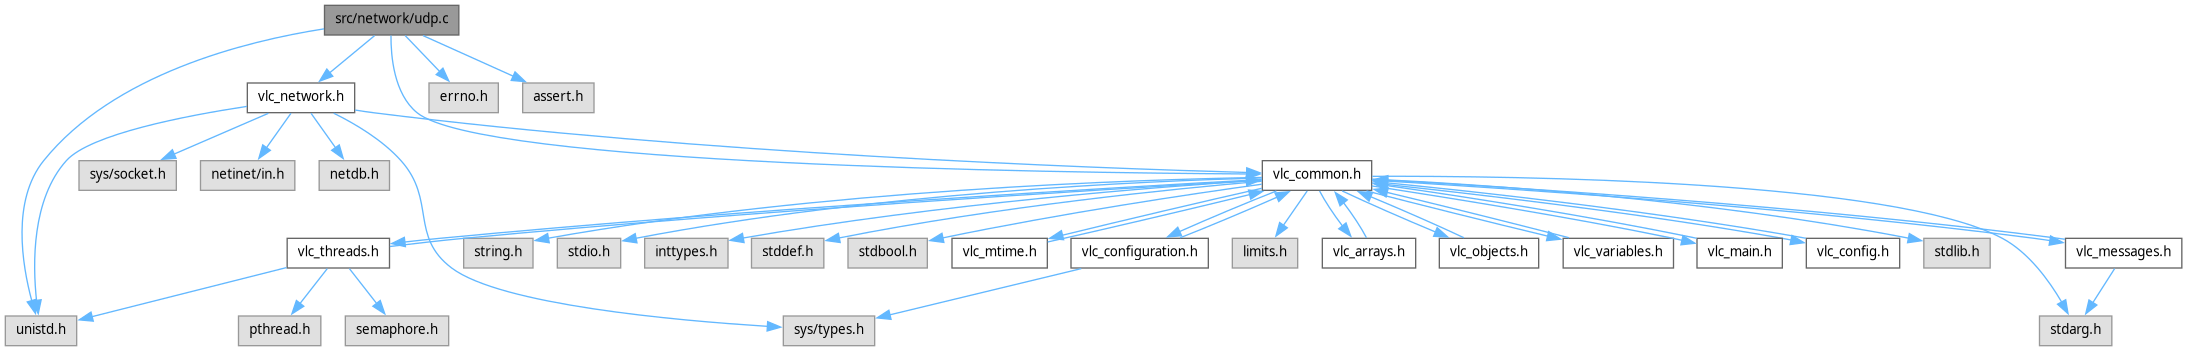 src/network/udp.c
vlc_network.h
errno.h
assert.h
sys/socket.h
netinet/in.h
netdb.h
vlc_common.h
vlc_threads.h
string.h
stdio.h
inttypes.h
stddef.h
stdbool.h
vlc_mtime.h
vlc_configuration.h
limits.h
vlc_arrays.h
vlc_objects.h
vlc_variables.h
vlc_main.h
vlc_config.h
stdlib.h
vlc_messages.h
unistd.h
pthread.h
semaphore.h
sys/types.h
stdarg.h